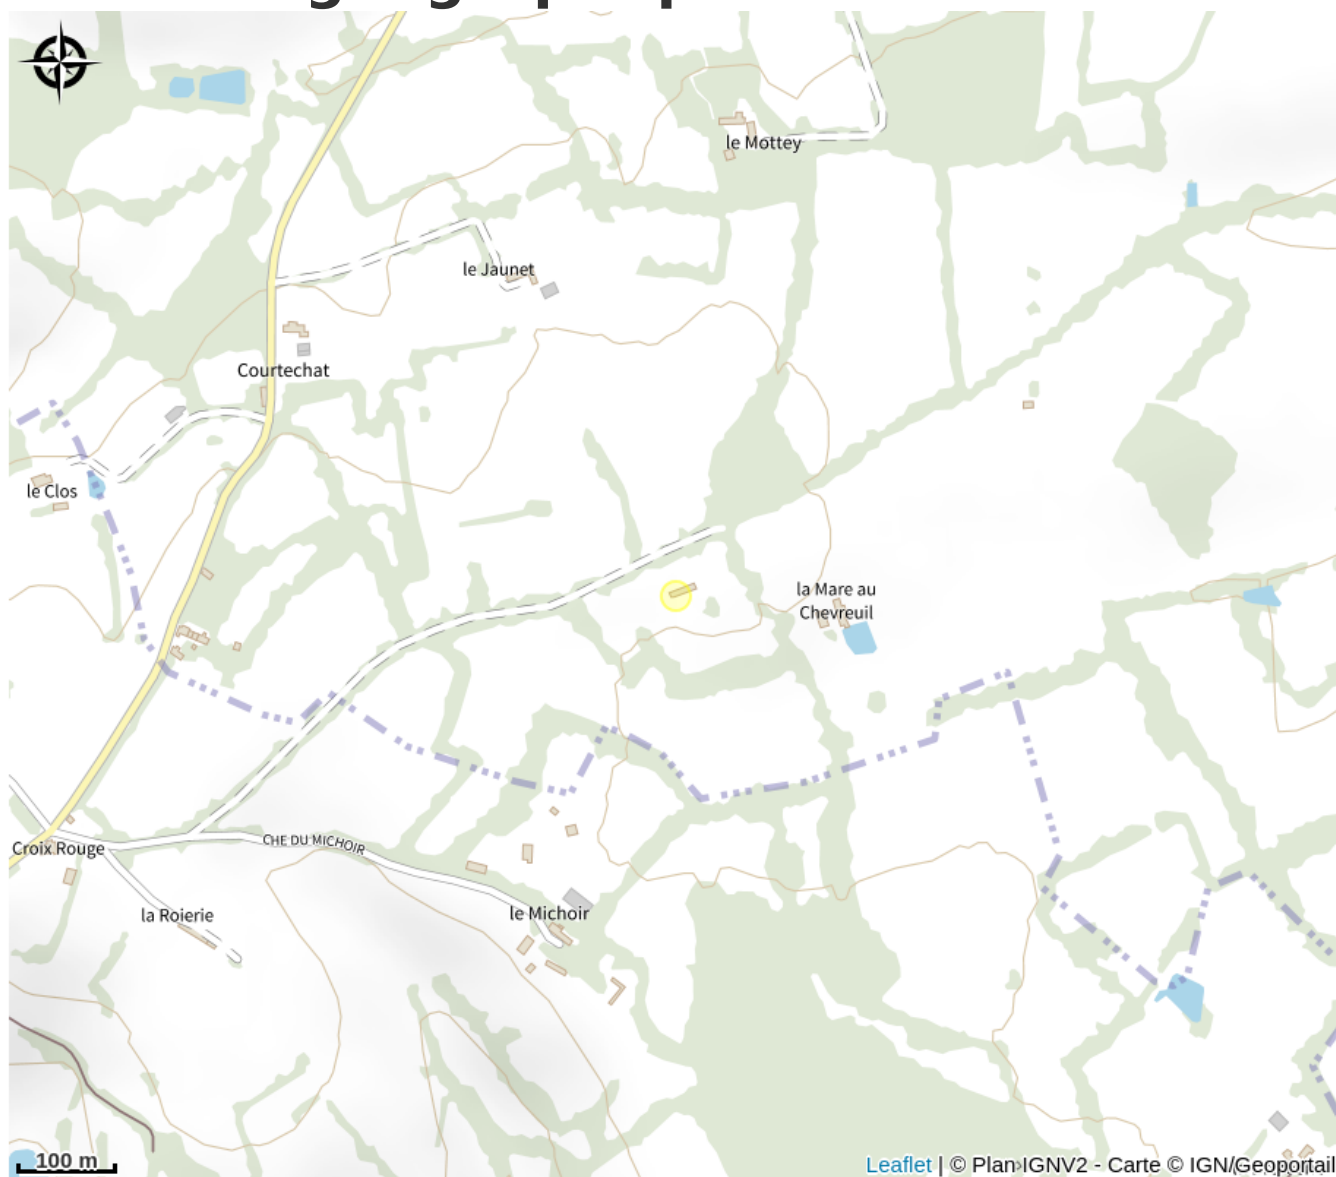 le Mottey
le Jaunet
Courtechat
le Clos
la Mare au
Chevreuil
CHE DU MICHOIR
Croix Rouge
le Michoir
la Roierie
100 m
Leaflet | © Plan IGNV2 - Carte © IGN/Geoportail